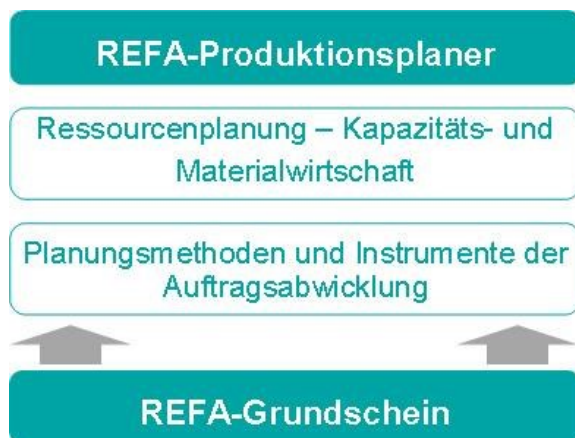 REFA-Produktionsplaner
Ressourcenplanung – Kapazitäts- und
Materialwirtschaft
Planungsmethoden und Instrumente der
Auftragsabwicklung
REFA-Grundschein